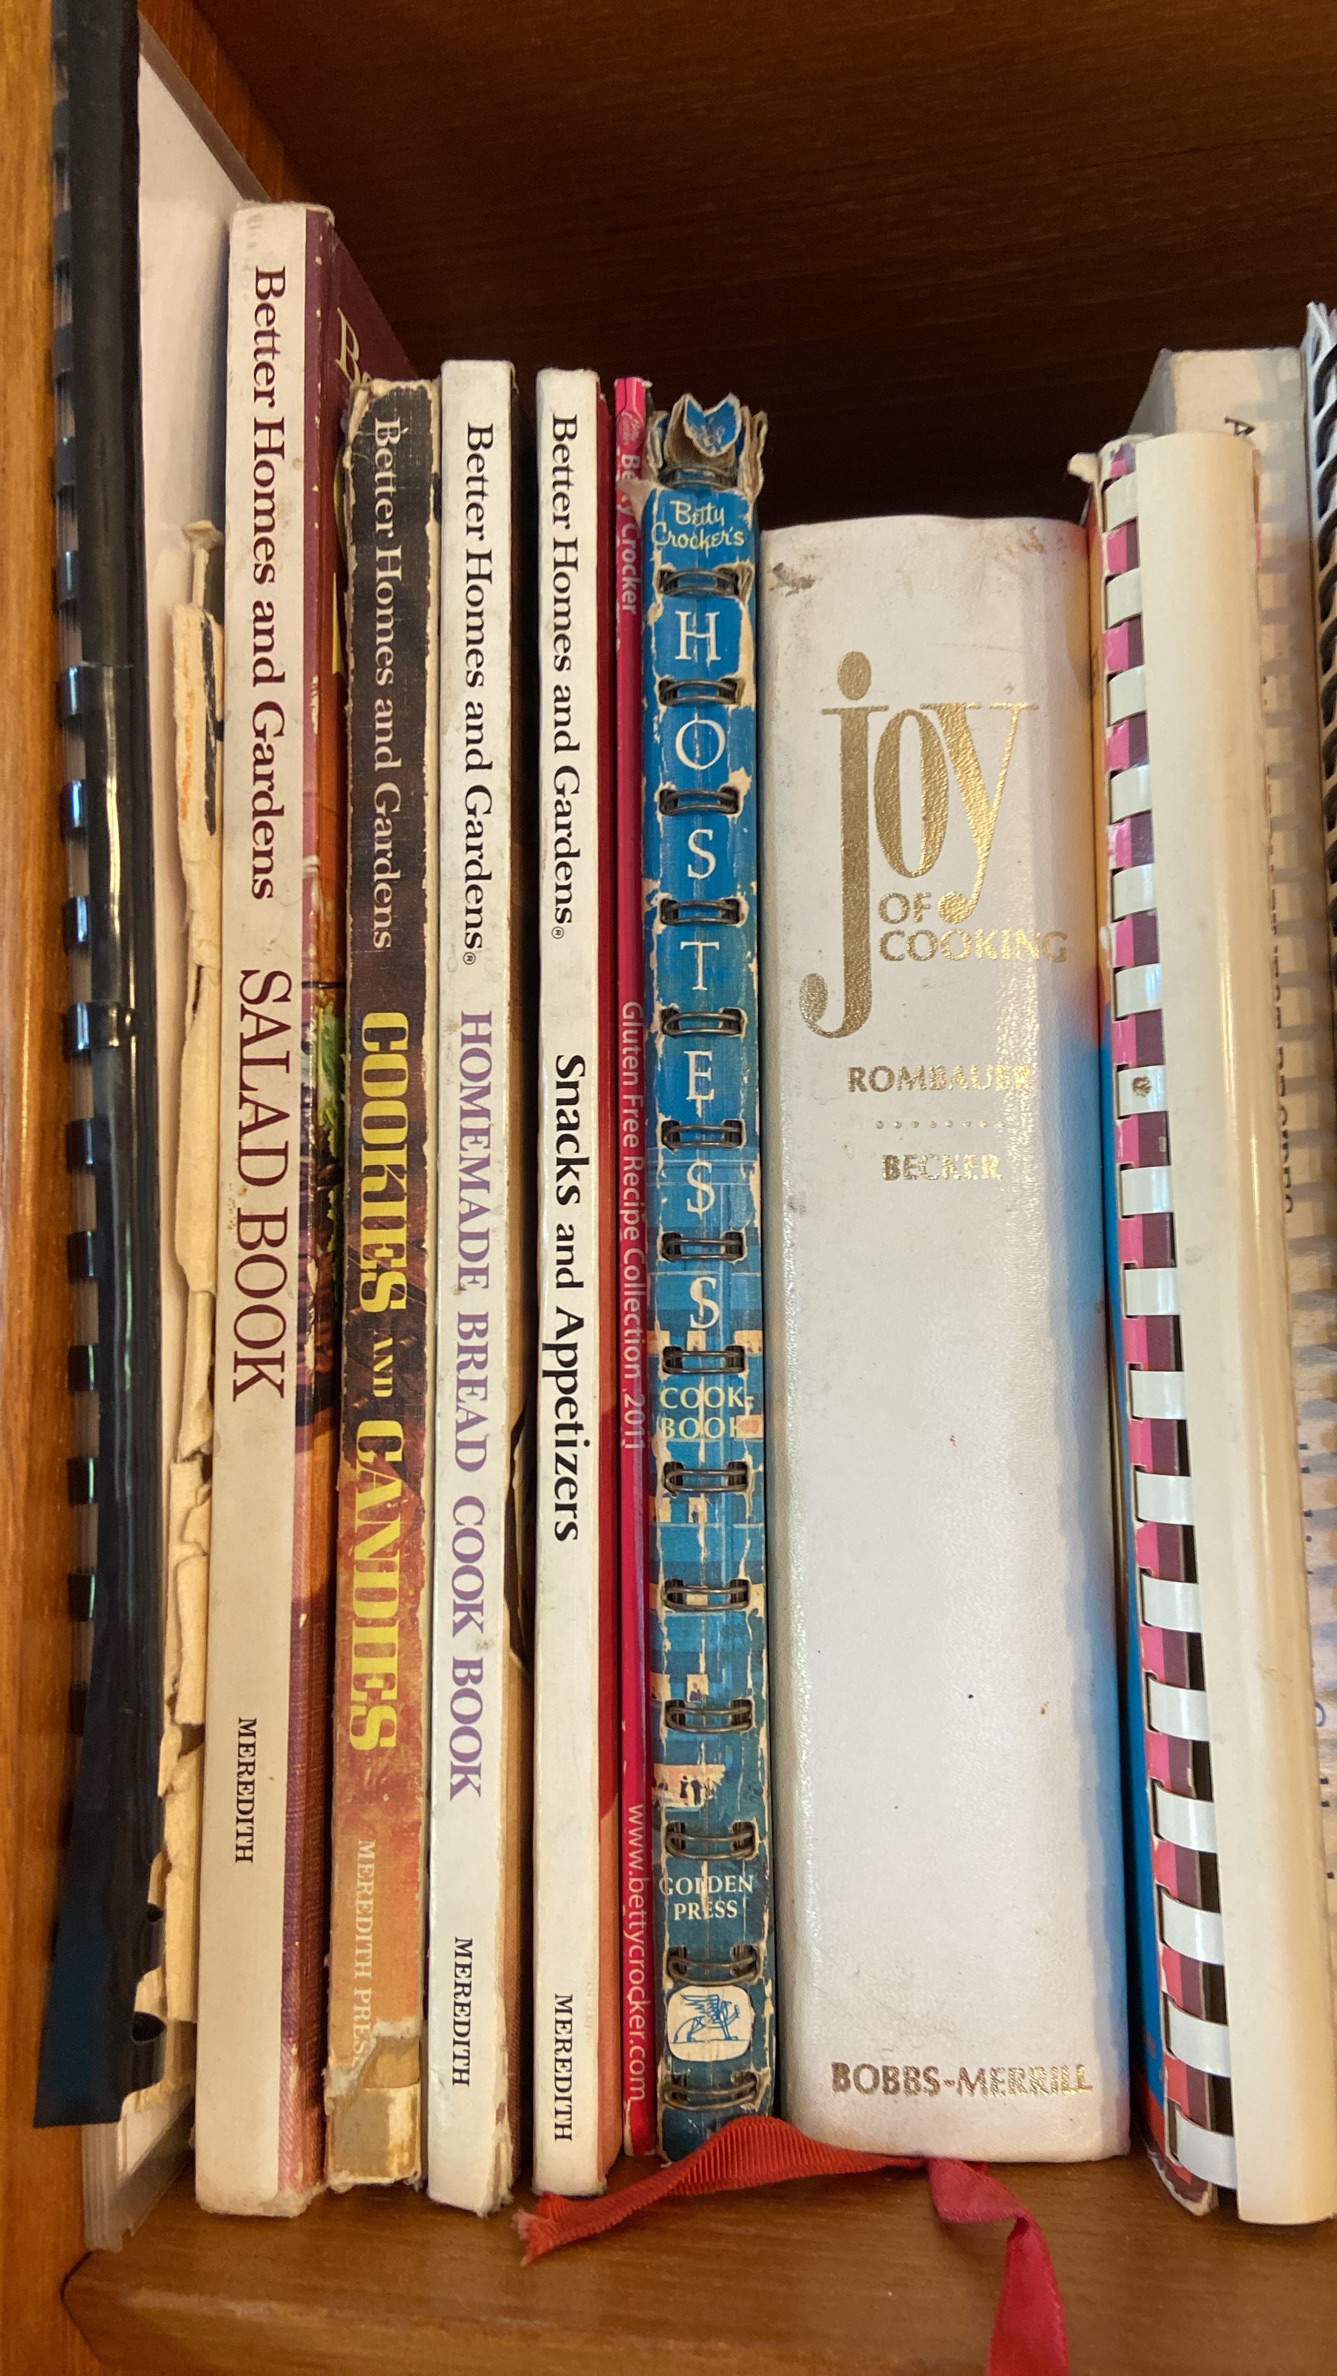 Better Homes and Gardens SALAD BOOK MEREDITH
Better Homes and Gardens COOKIES AND CANDIES MEREDITH
Better Homes and Gardens® HOMEMADE BREAD COOK BOOK MEREDITH
Better Homes and Gardens® Snacks and Appetizers MEREDITH
Betty Crocker Gluten Free Recipe Collection 2011 www.bettycrocker.com
Betty
Crocker's
HOSTESS
COOK-
BOOK
GOLDEN
PRESS
joy
OF
COOKING
ROMBAUER
BECKER
BOBBS-MERRILL